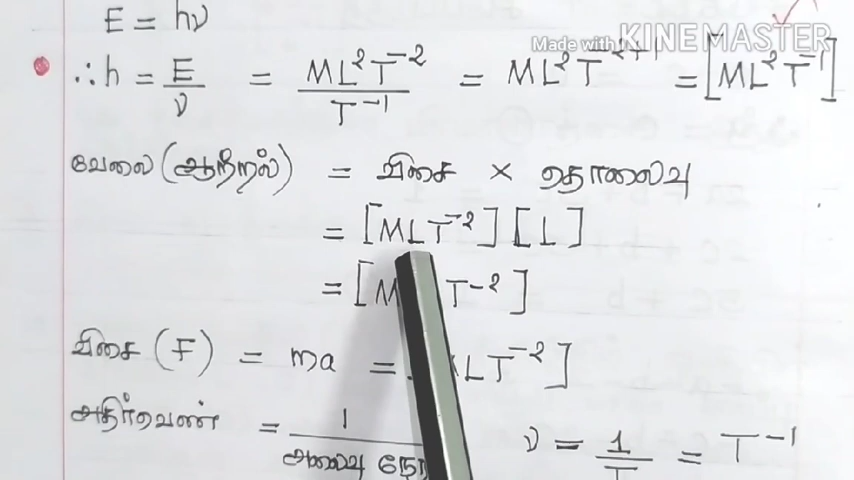 E = hν
Made with KINEMASTER
∴h = E/ν = ML²T⁻²/T⁻¹ = ML²T⁻²⁺¹ = [ML²T⁻¹]
வேலை (ஆற்றல்) = விசை × தொலைவு
= [MLT⁻²] [L]
= [M T⁻²]
விசை (F) = ma = LT⁻²]
அதிர்வெண் = 1/அலைவு ν = 1/T = T⁻¹